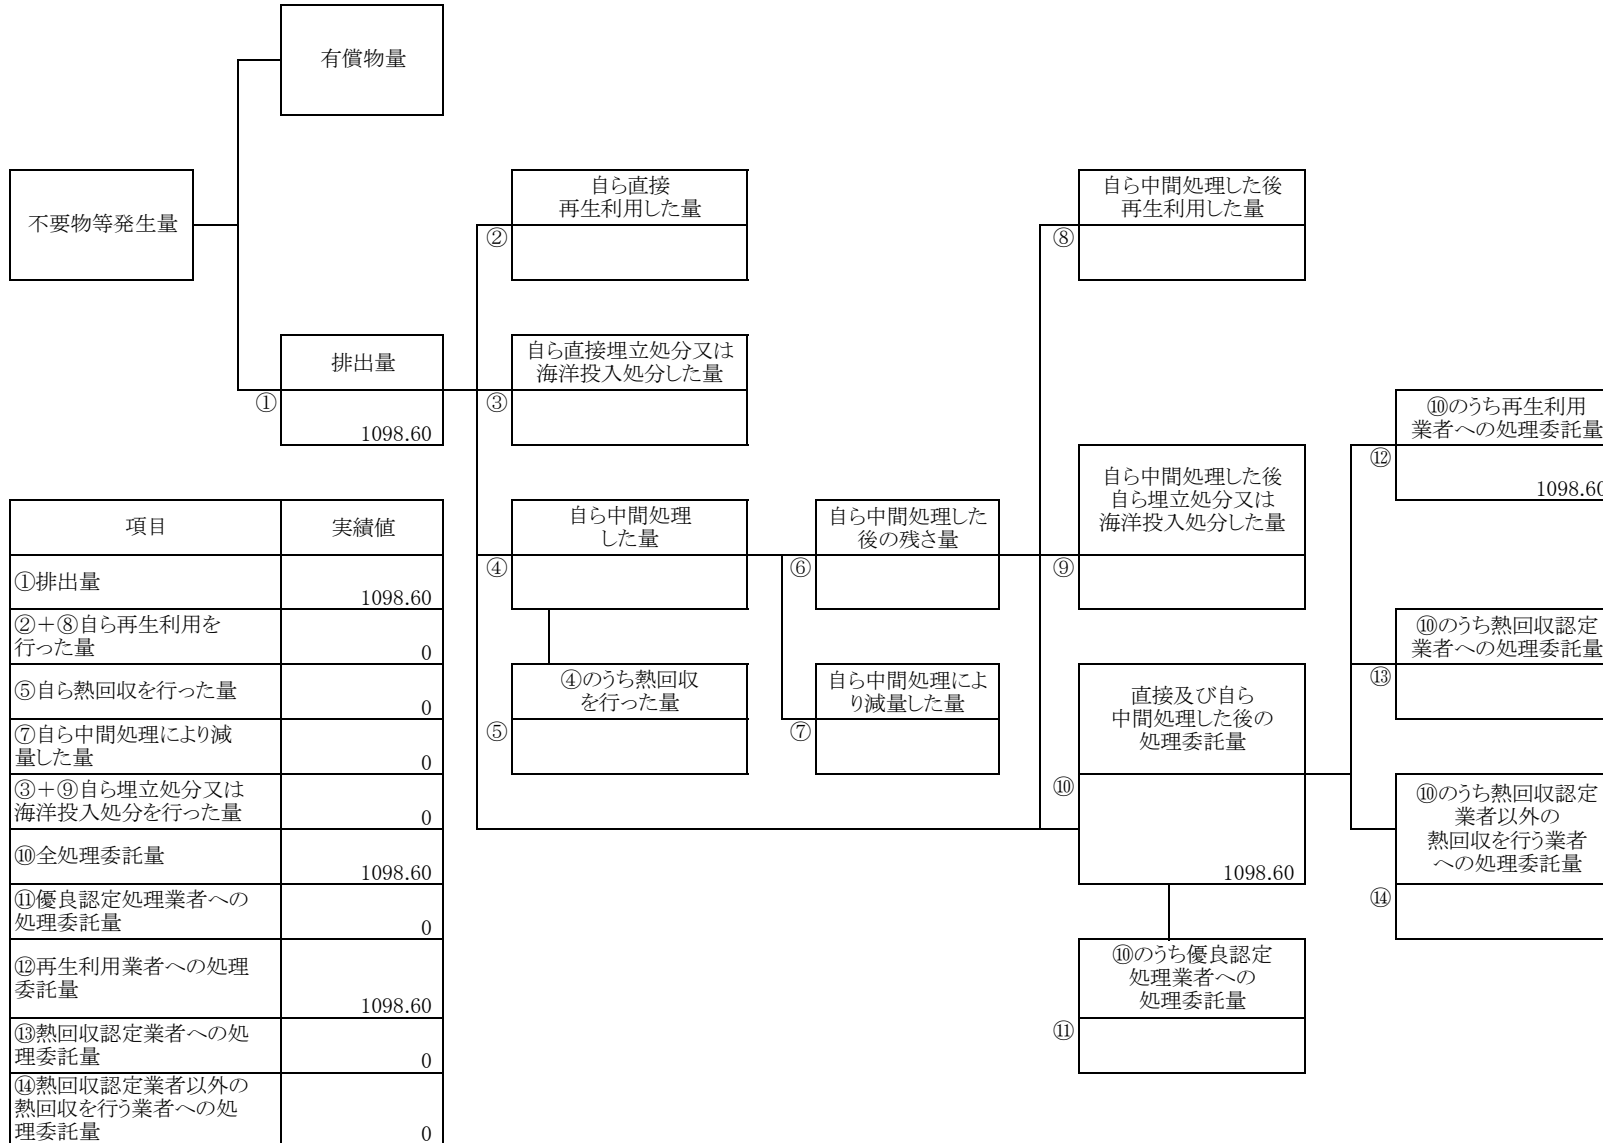 有償物量
不要物等発生量
自ら直接
再生利用した量
②
自ら中間処理した後
再生利用した量
⑧
排出量
①
1098.60
自ら直接埋立処分又は
海洋投入処分した量
③
⑩のうち再生利用
業者への処理委託量
⑫
1098.60
自ら中間処理
した量
④
自ら中間処理した
後の残さ量
⑥
自ら中間処理した後
自ら埋立処分又は
海洋投入処分した量
⑨
⑩のうち熱回収認定
業者への処理委託量
⑬
④のうち熱回収
を行った量
⑤
自ら中間処理によ
り減量した量
⑦
直接及び自ら
中間処理した後の
処理委託量
⑩
1098.60
⑩のうち熱回収認定
業者以外の
熱回収を行う業者
への処理委託量
⑭
⑩のうち優良認定
処理業者への
処理委託量
⑪
項目 実績値
①排出量
1098.60
②+⑧自ら再生利用を
行った量
0
⑤自ら熱回収を行った量
0
⑦自ら中間処理により減
量した量
0
③+⑨自ら埋立処分又は
海洋投入処分を行った量
0
⑩全処理委託量
1098.60
⑪優良認定処理業者への
処理委託量
0
⑫再生利用業者への処理
委託量
1098.60
⑬熱回収認定業者への処
理委託量
0
⑭熱回収認定業者以外の
熱回収を行う業者への処
理委託量
0